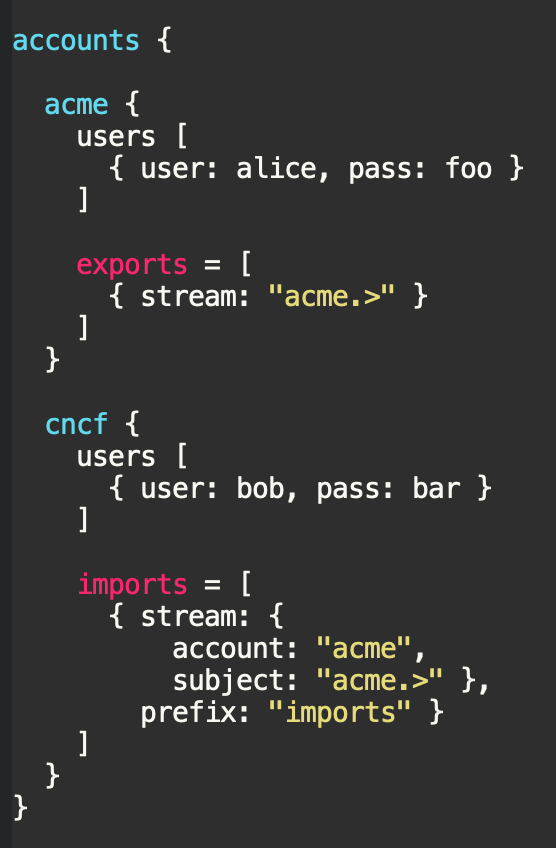 accounts {
  acme {
    users [
      { user: alice, pass: foo }
    ]
    exports = [
      { stream: "acme.>" }
    ]
  }
  cncf {
    users [
      { user: bob, pass: bar }
    ]
    imports = [
      { stream: {
          account: "acme",
          subject: "acme.>" },
        prefix: "imports" }
    ]
  }
}